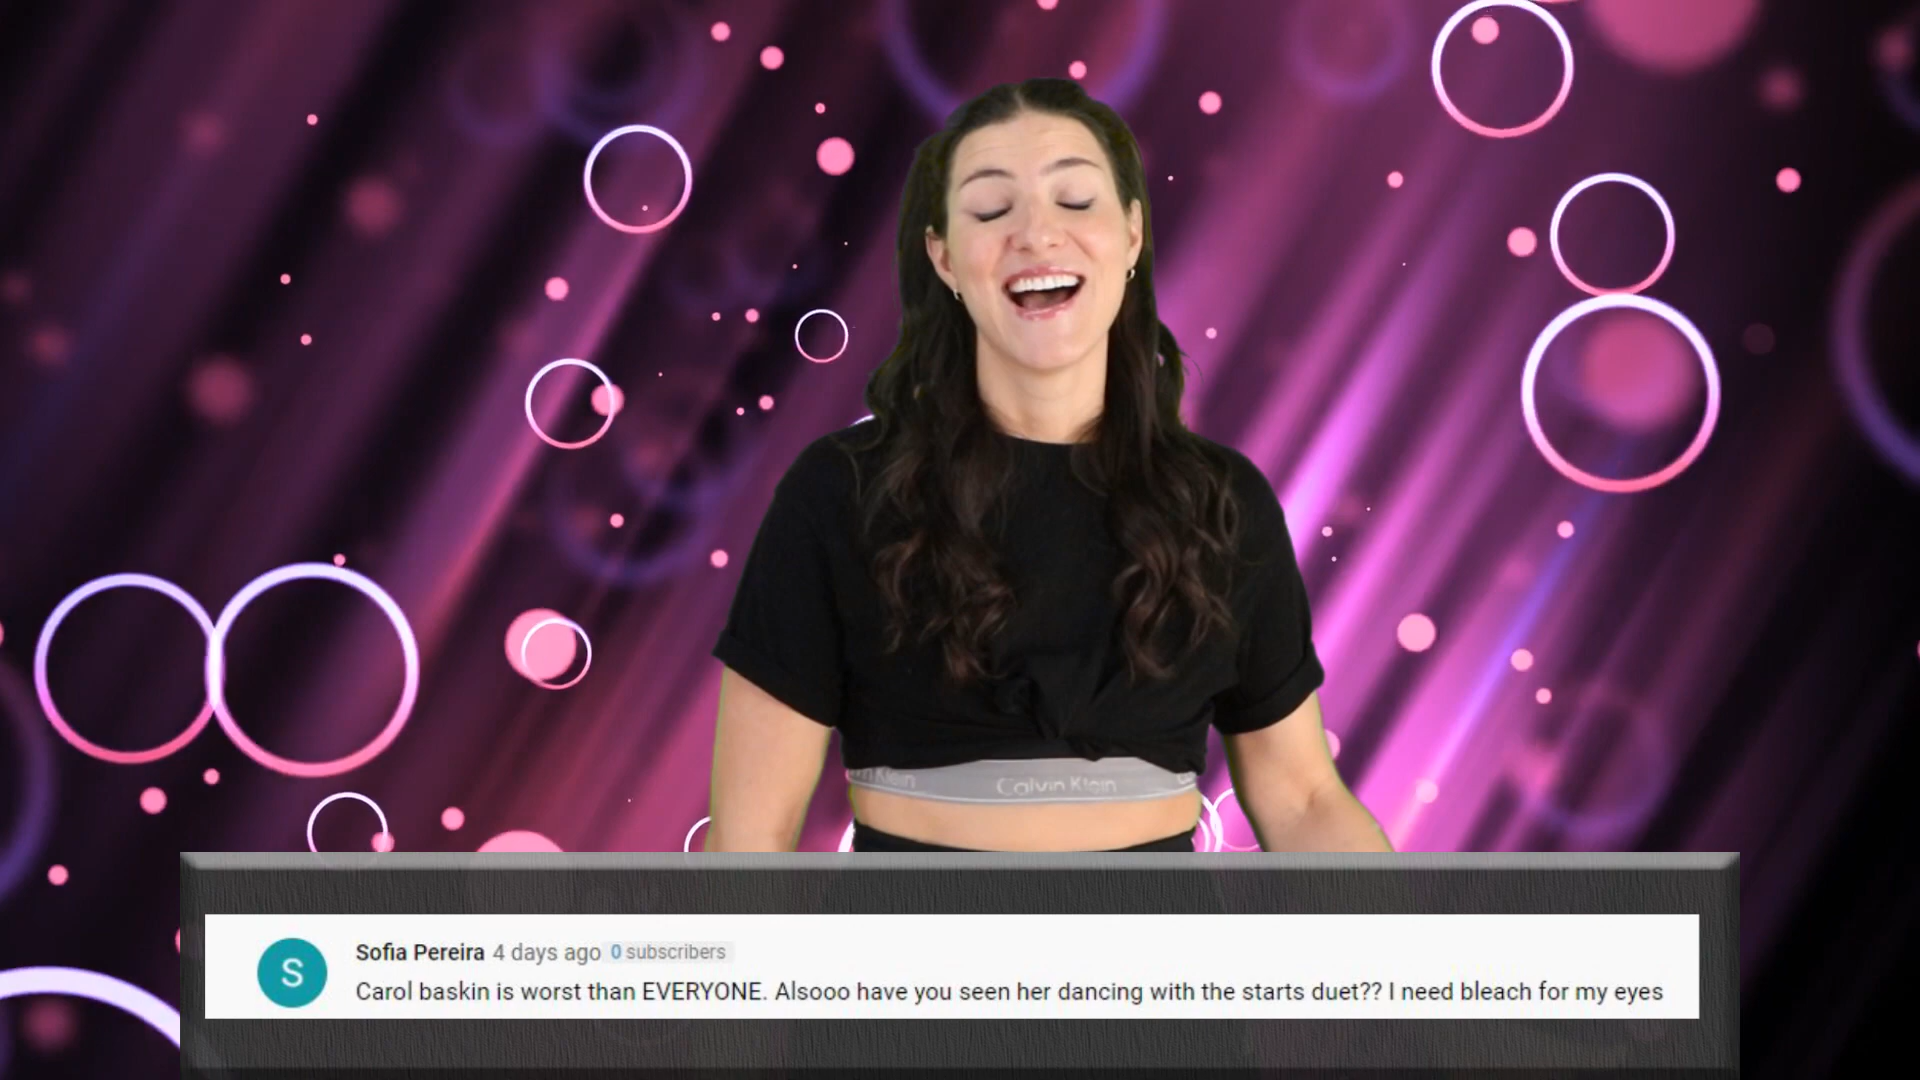 n Klein Calvin Klein
S
Sofia Pereira 4 days ago 0 subscribers
Carol baskin is worst than EVERYONE. Alsooo have you seen her dancing with the starts duet?? I need bleach for my eyes